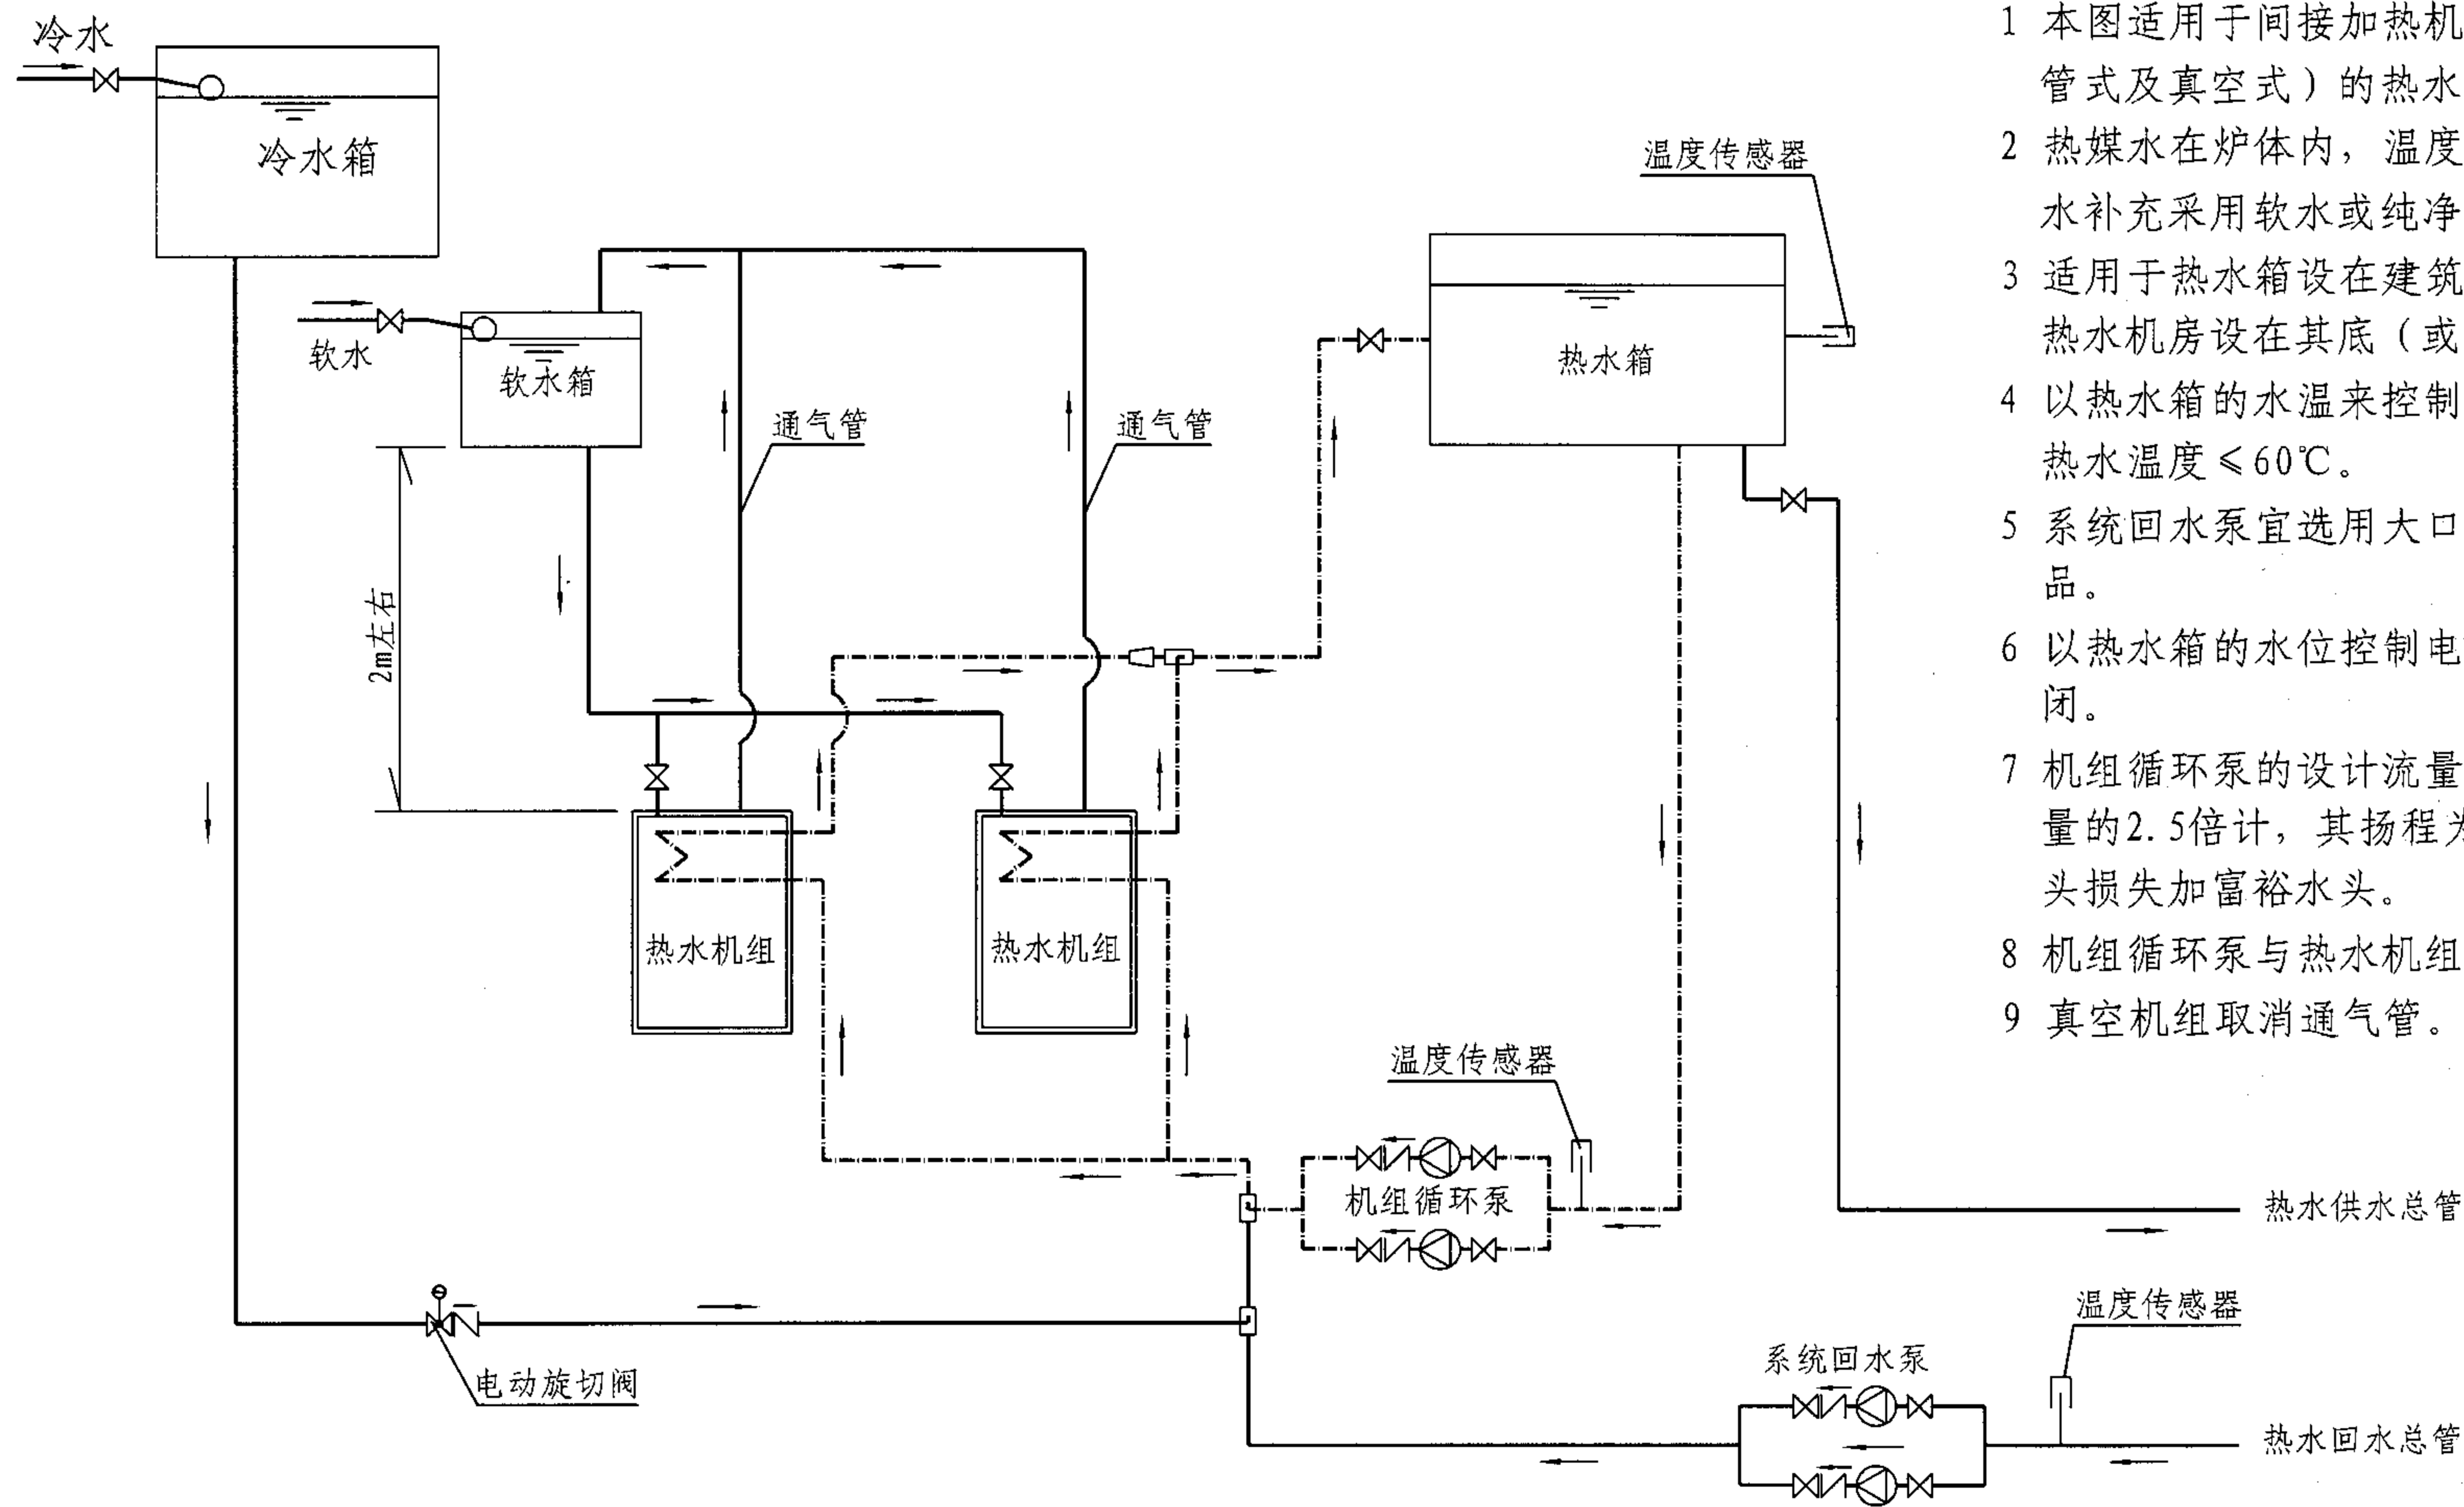 冷水
冷水箱
软水
软水箱
通气管
通气管
2m左右
热水机组
热水机组
温度传感器
热水箱
温度传感器
机组循环泵
电动旋切阀
热水供水总管
温度传感器
系统回水泵
热水回水总管
1 本图适用于间接加热机
管式及真空式）的热水
2 热媒水在炉体内，温度
水补充采用软水或纯净
3 适用于热水箱设在建筑
热水机房设在其底（或
4 以热水箱的水温来控制
热水温度≤60℃。
5 系统回水泵宜选用大口
品。
6 以热水箱的水位控制电
闭。
7 机组循环泵的设计流量
量的2.5倍计，其扬程为
头损失加富裕水头。
8 机组循环泵与热水机组
9 真空机组取消通气管。